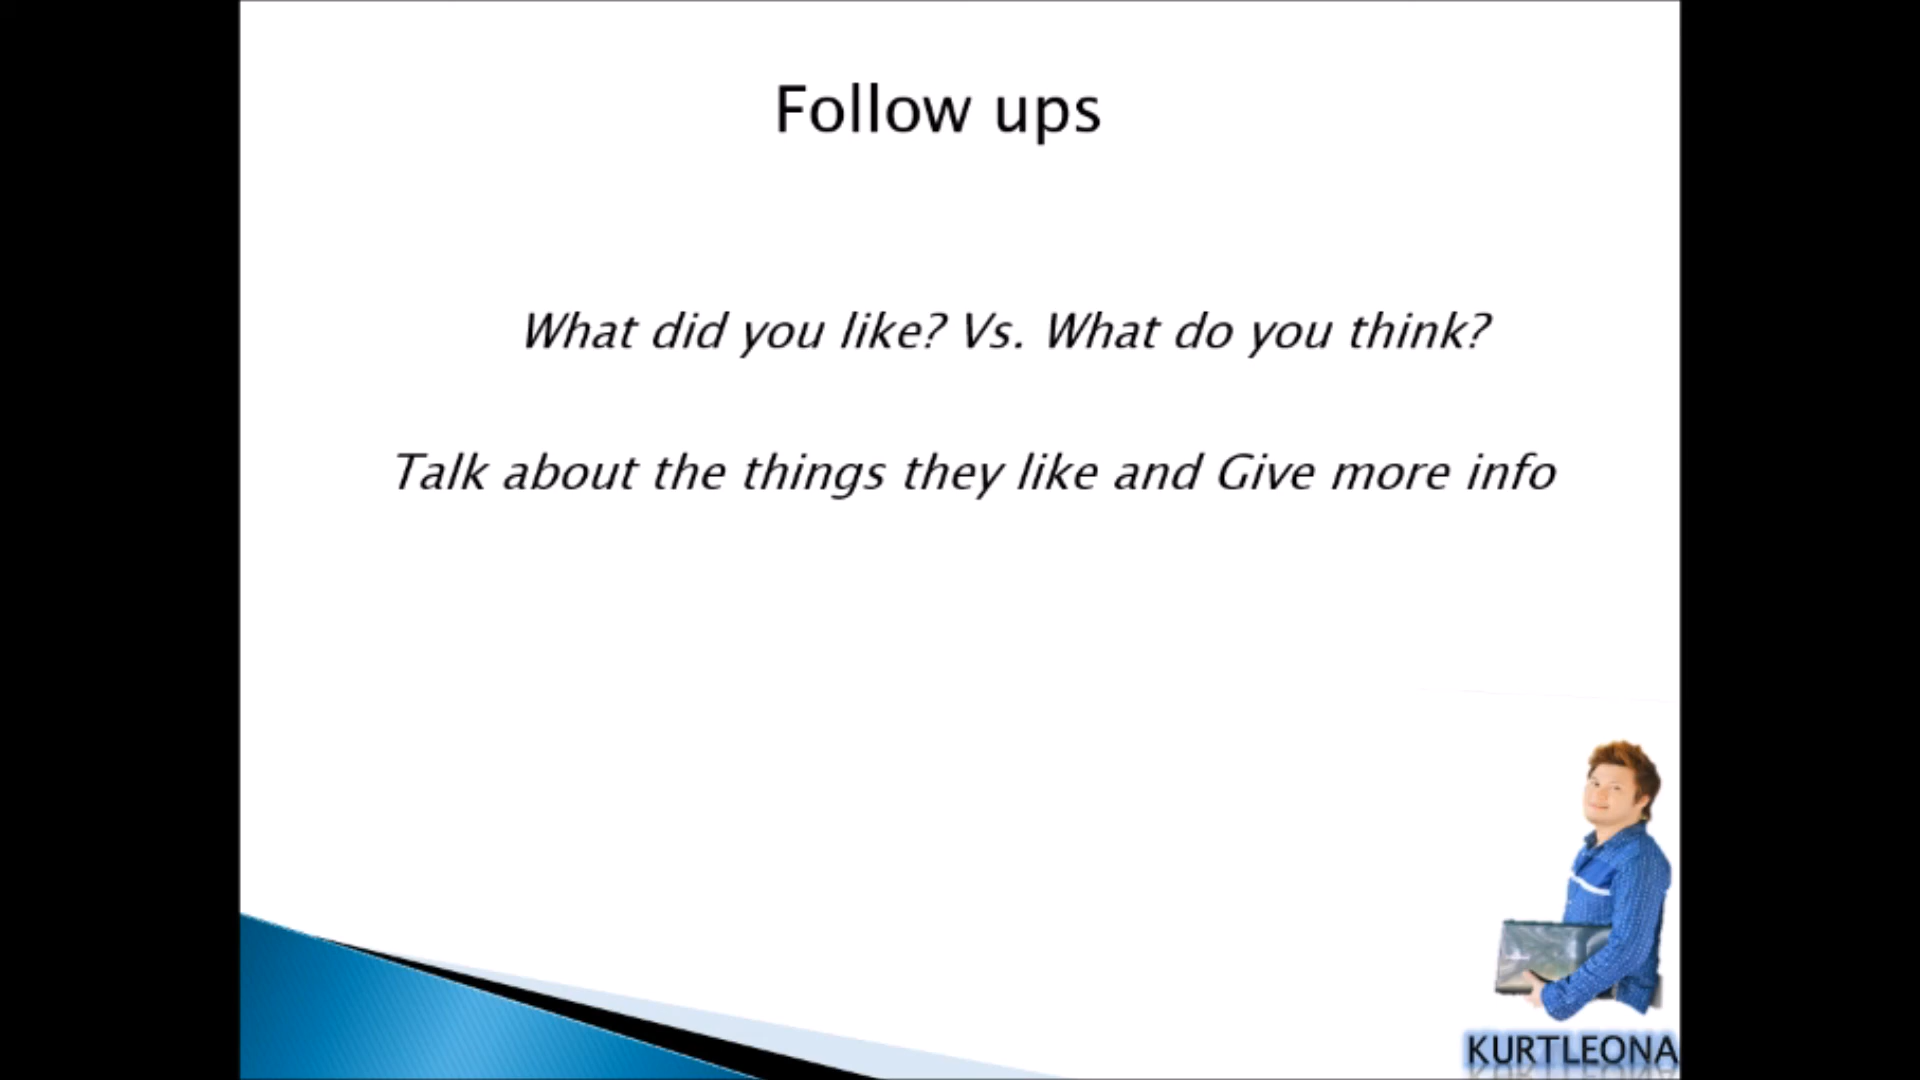 Follow ups
What did you like? Vs. What do you think?
Talk about the things they like and Give more info
KURTLEONA